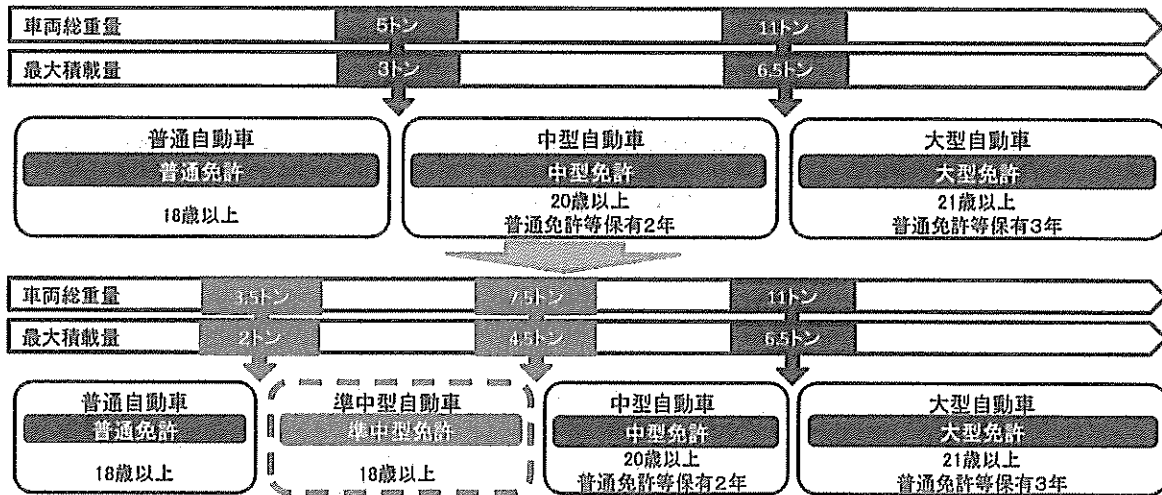 車両総重量 5トン 11トン
最大積載量 3トン 6.5トン
普通自動車 中型自動車 大型自動車
普通免許 中型免許 大型免許
18歳以上 20歳以上 21歳以上
普通免許等保有2年 普通免許等保有3年
車両総重量 3.5トン 7.5トン 11トン
最大積載量 2トン 4.5トン 6.5トン
普通自動車 準中型自動車 中型自動車 大型自動車
普通免許 準中型免許 中型免許 大型免許
18歳以上 18歳以上 20歳以上 21歳以上
普通免許等保有2年 普通免許等保有3年